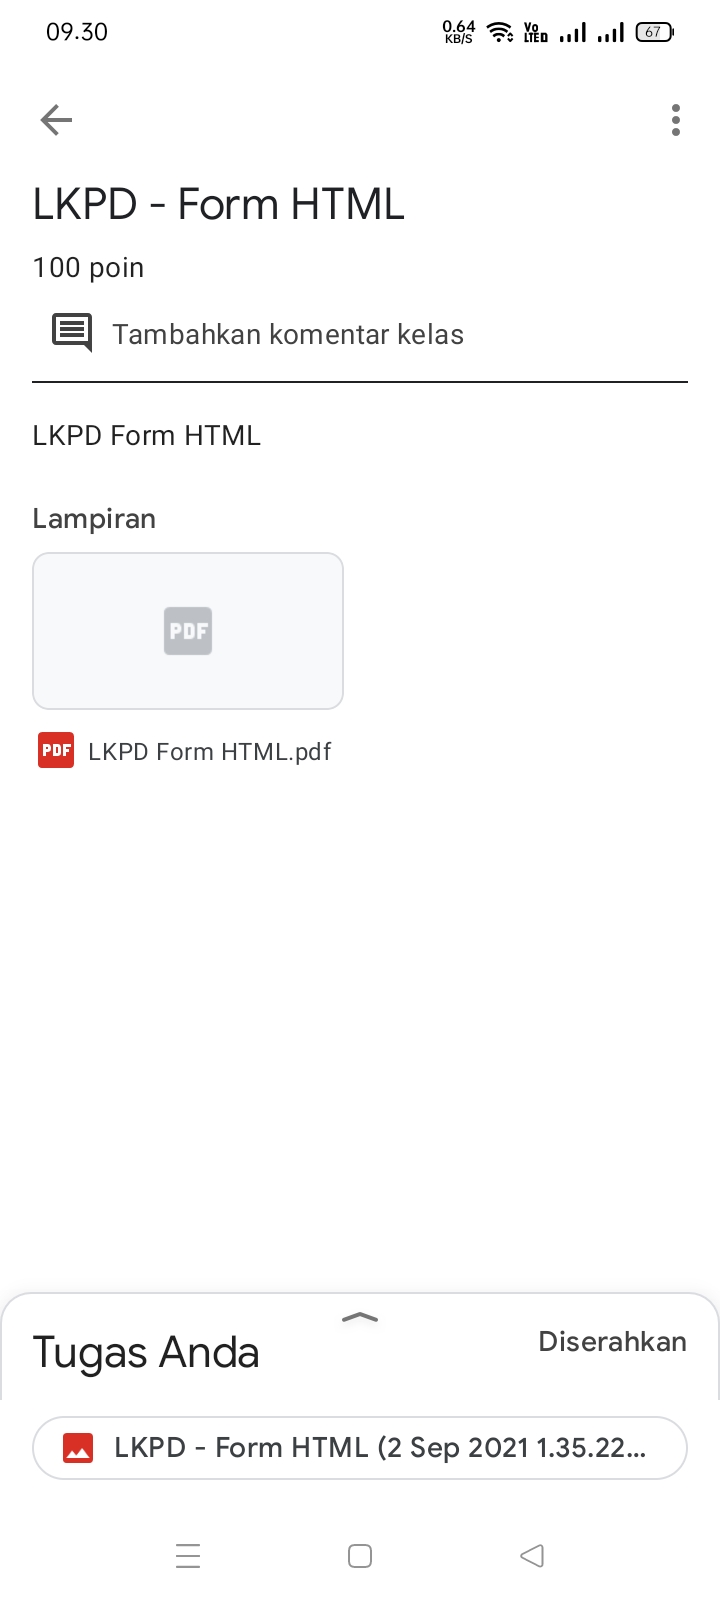 09.30
0.64
KB/S
Vo
LTE
67
LKPD - Form HTML
100 poin
Tambahkan komentar kelas
LKPD Form HTML
Lampiran
PDF
PDF LKPD Form HTML.pdf
Tugas Anda
Diserahkan
LKPD - Form HTML (2 Sep 2021 1.35.22...